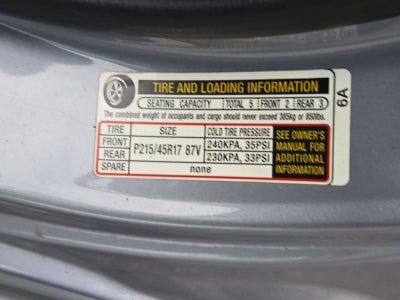 TIRE AND LOADING INFORMATION
SEATING CAPACITY TOTAL 5 FRONT 2 REAR 3
The combined weight of occupants and cargo should never exceed 385kg or 850lbs.
TIRE SIZE COLD TIRE PRESSURE
FRONT P215/45R17 87V 240KPA, 35PSI
REAR 230KPA, 33PSI
SPARE none
SEE OWNER'S
MANUAL FOR
ADDITIONAL
INFORMATION
6A